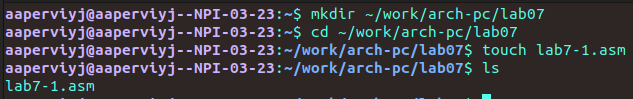 aaperviyj@aaperviyj--NPI-03-23:~$ mkdir ~/work/arch-pc/lab07
aaperviyj@aaperviyj--NPI-03-23:~$ cd ~/work/arch-pc/lab07
aaperviyj@aaperviyj--NPI-03-23:~/work/arch-pc/lab07$ touch lab7-1.asm
aaperviyj@aaperviyj--NPI-03-23:~/work/arch-pc/lab07$ ls
lab7-1.asm